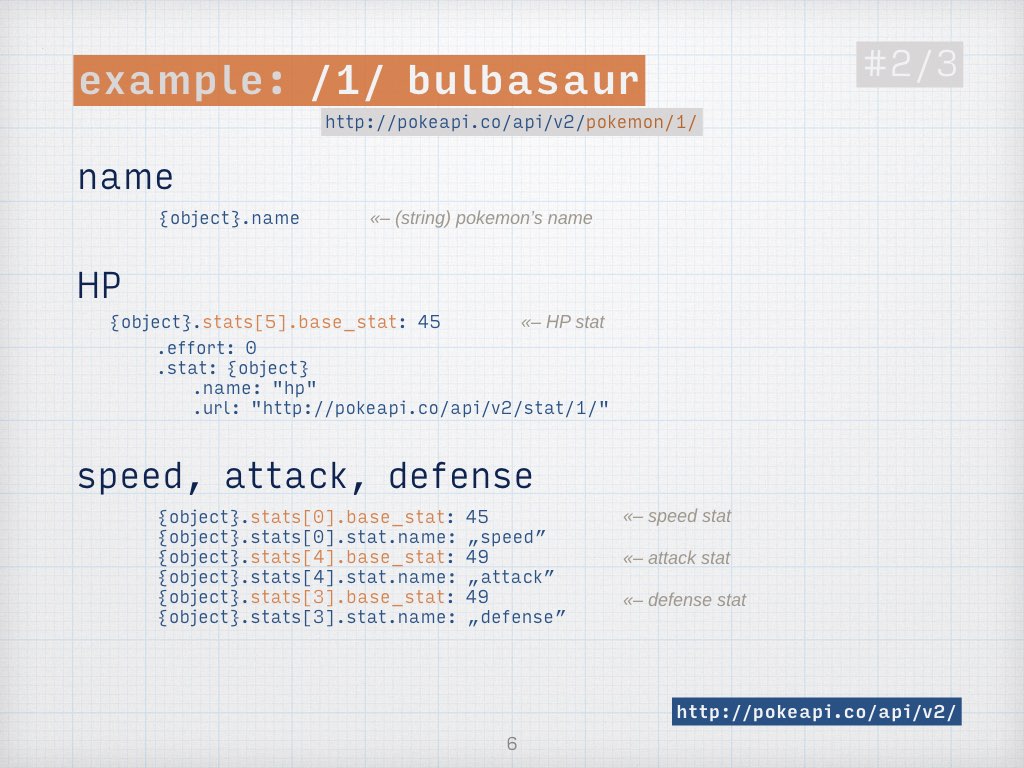 example: /1/ bulbasaur
#2/3
http://pokeapi.co/api/v2/pokemon/1/
name
{object}.name «– (string) pokemon’s name
HP
{object}.stats[5].base_stat: 45 «– HP stat
.effort: 0
.stat: {object}
.name: "hp"
.url: "http://pokeapi.co/api/v2/stat/1/"
speed, attack, defense
{object}.stats[0].base_stat: 45 «– speed stat
{object}.stats[0].stat.name: „speed”
{object}.stats[4].base_stat: 49 «– attack stat
{object}.stats[4].stat.name: „attack”
{object}.stats[3].base_stat: 49 «– defense stat
{object}.stats[3].stat.name: „defense”
http://pokeapi.co/api/v2/
6